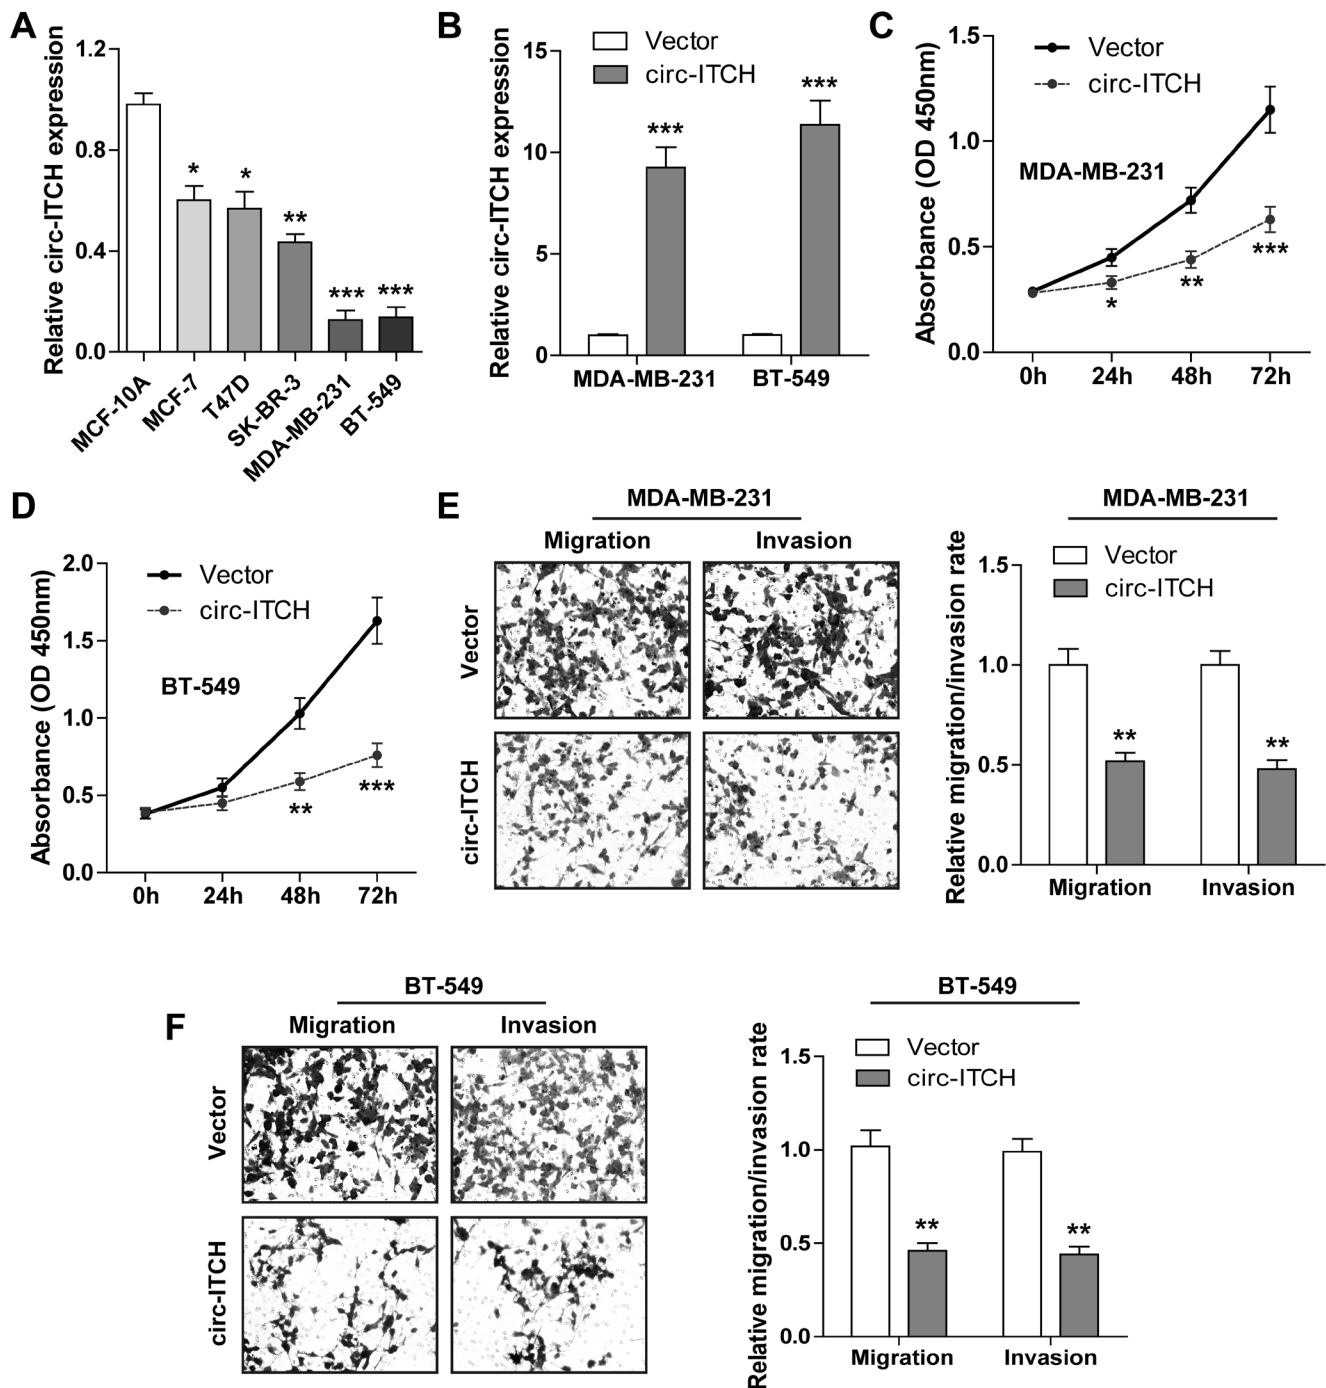 A
Relative circ-ITCH expression
1.2
0.8
0.4
0.0
*
*
**
***
***
MCF-10A
MCF-7
T47D
SK-BR-3
MDA-MB-231
BT-549
B
Relative circ-ITCH expression
15
10
5
0
Vector
circ-ITCH
***
***
MDA-MB-231
BT-549
C
Absorbance (OD 450nm)
1.5
1.0
0.5
0.0
Vector
circ-ITCH
MDA-MB-231
*
**
***
0h
24h
48h
72h
D
Absorbance (OD 450nm)
2.0
1.5
1.0
0.5
0.0
Vector
circ-ITCH
BT-549
**
***
0h
24h
48h
72h
E
MDA-MB-231
Migration
Invasion
Vector
circ-ITCH
MDA-MB-231
Relative migration/invasion rate
1.5
1.0
0.5
0.0
Vector
circ-ITCH
**
**
Migration
Invasion
F
BT-549
Migration
Invasion
Vector
circ-ITCH
BT-549
Relative migration/invasion rate
1.5
1.0
0.5
0.0
Vector
circ-ITCH
**
**
Migration
Invasion